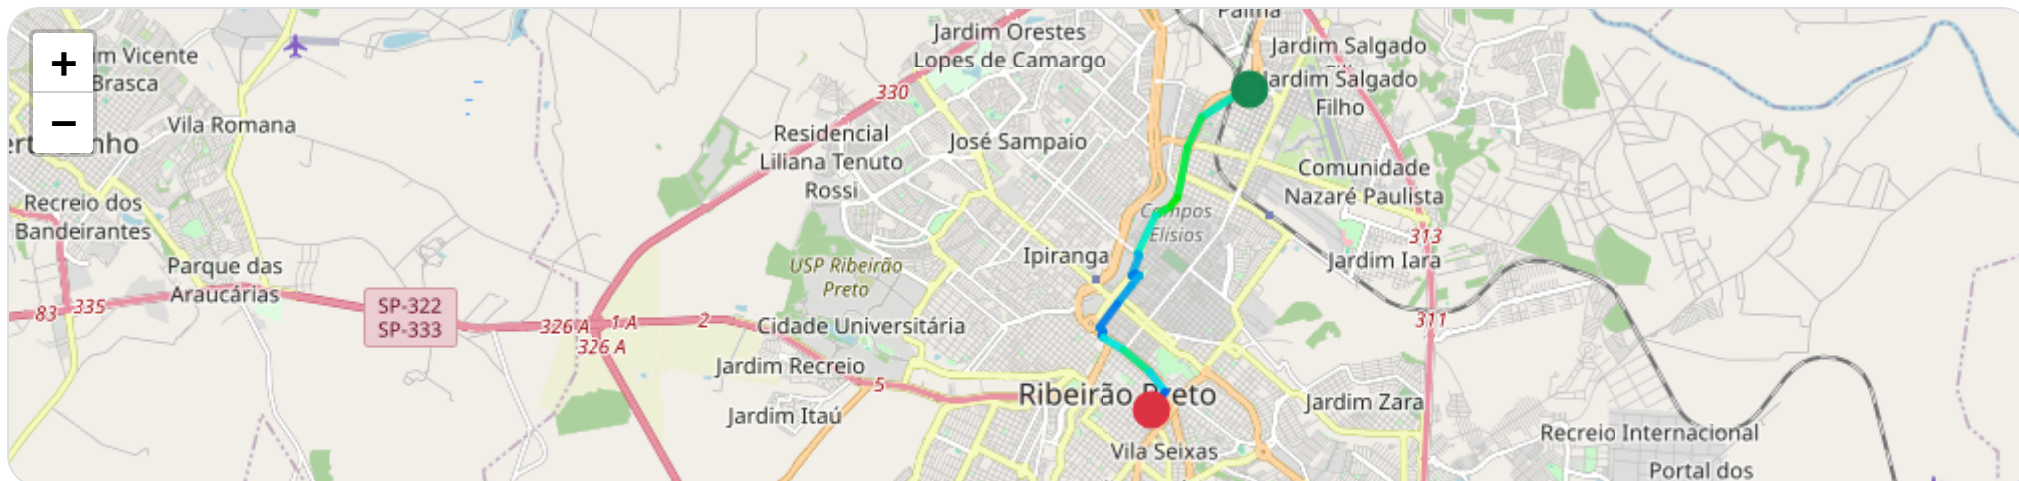 +
−
im Vicente
Brasca
Vila Romana
Recreio dos
Bandeirantes
Parque das
Araucárias
83
335
SP-322
SP-333
326 A
1 A
326 A
2
5
330
Jardim Orestes
Lopes de Camargo
Residencial
Liliana Tenuto
Rossi
José Sampaio
USP Ribeirão
Preto
Cidade Universitária
Jardim Recreio
Jardim Itaú
Ipiranga
Campos
Elísios
Ribeirão Preto
Vila Seixas
Jardim Salgado
Jardim Salgado
Filho
Comunidade
Nazaré Paulista
313
Jardim Iara
311
Jardim Zara
Recreio Internacional
Portal dos